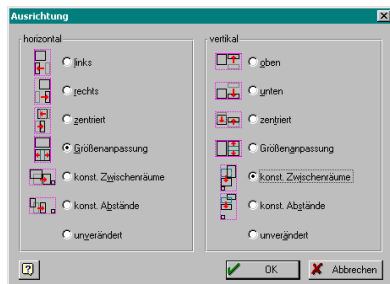 Ausrichtung
horizontal
links
rechts
zentriert
Größenanpassung
konst. Zwischenräume
konst. Abstände
unverändert
vertikal
oben
unten
zentriert
Größenanpassung
konst. Zwischenräume
konst. Abstände
unverändert
?
OK
Abbrechen